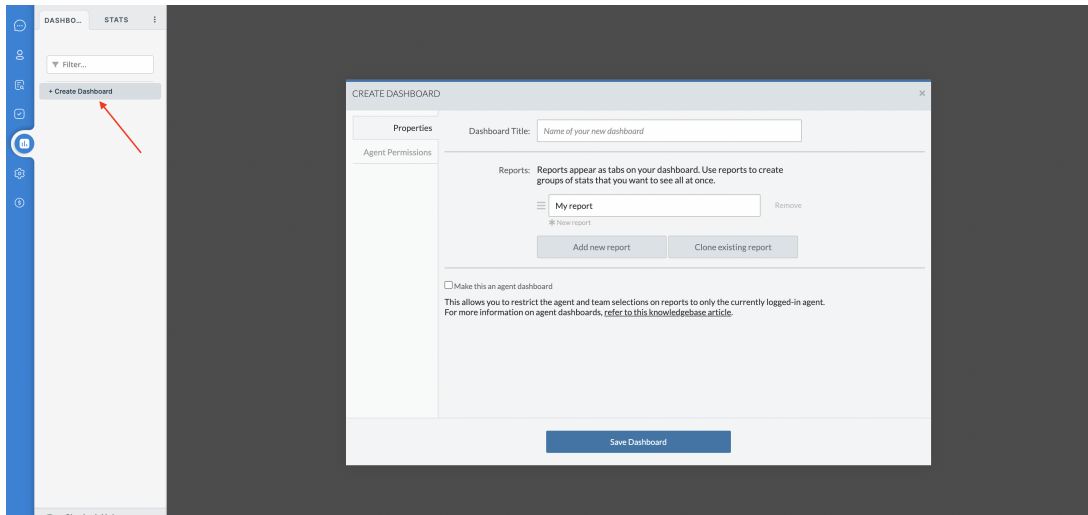 DASHBO...
STATS
Filter...
+ Create Dashboard
CREATE DASHBOARD
×
Properties
Agent Permissions
Dashboard Title:
Name of your new dashboard
Reports:
Reports appear as tabs on your dashboard. Use reports to create
groups of stats that you want to see all at once.
My report
Remove
✱ New report
Add new report
Clone existing report
Make this an agent dashboard
This allows you to restrict the agent and team selections on reports to only the currently logged-in agent.
For more information on agent dashboards, refer to this knowledgebase article.
Save Dashboard